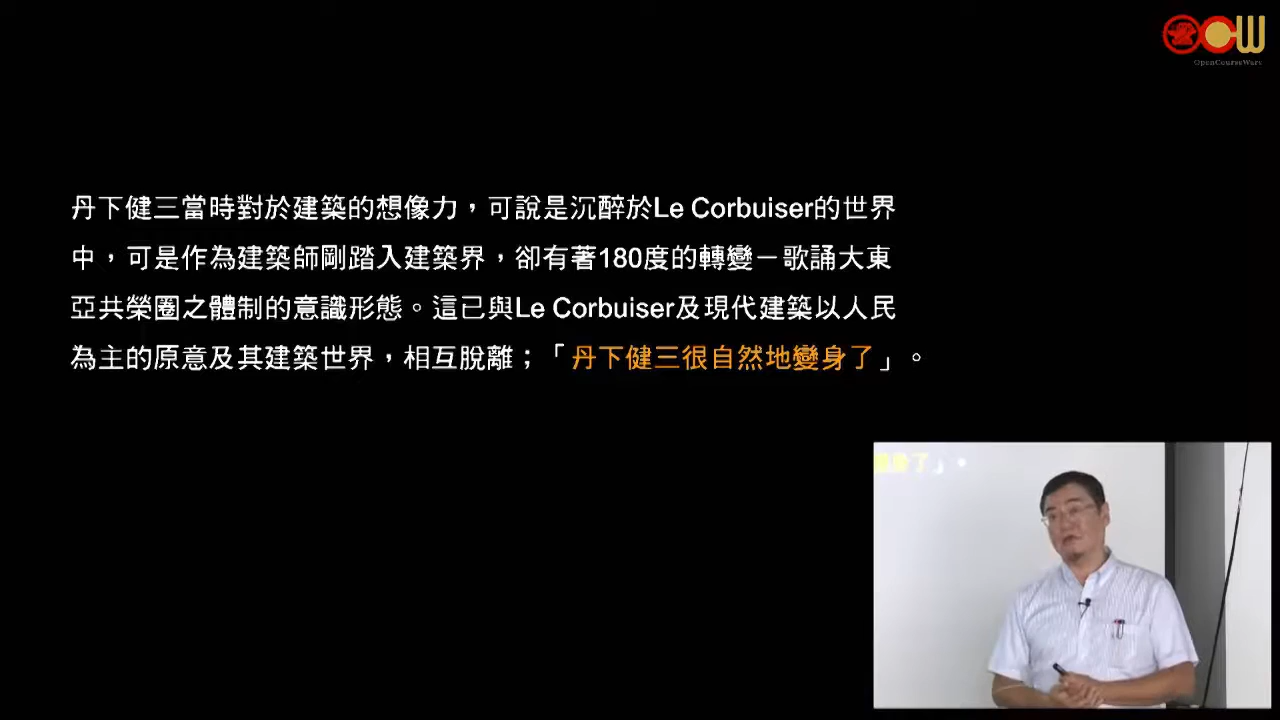 OpenCourseWare
丹下健三當時對於建築的想像力，可說是沉醉於Le Corbuiser的世界
中，可是作為建築師剛踏入建築界，卻有著180度的轉變－歌誦大東
亞共榮圈之體制的意識形態。這已與Le Corbuiser及現代建築以人民
為主的原意及其建築世界，相互脫離；「丹下健三很自然地變身了」。
身了」。